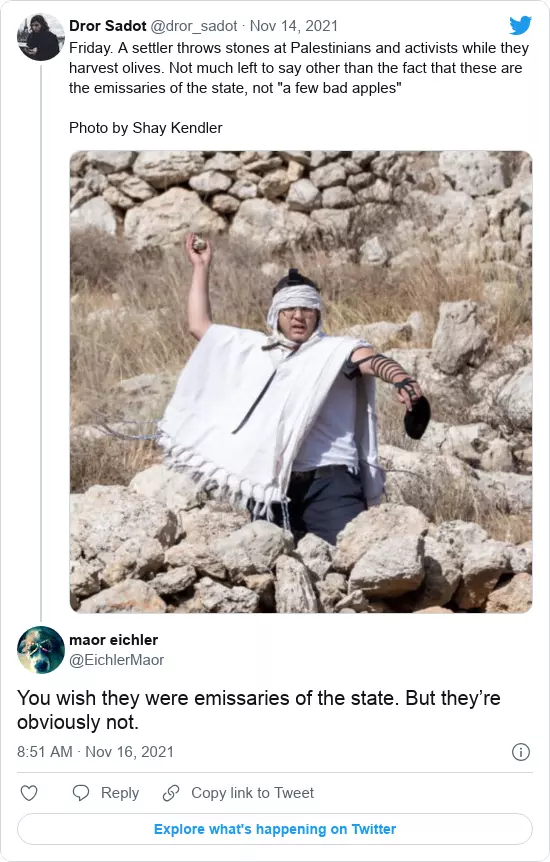 Dror Sadot @dror_sadot · Nov 14, 2021
Friday. A settler throws stones at Palestinians and activists while they
harvest olives. Not much left to say other than the fact that these are
the emissaries of the state, not "a few bad apples"
Photo by Shay Kendler
maor eichler
@EichlerMaor
You wish they were emissaries of the state. But they’re
obviously not.
8:51 AM · Nov 16, 2021
Reply
Copy link to Tweet
Explore what's happening on Twitter